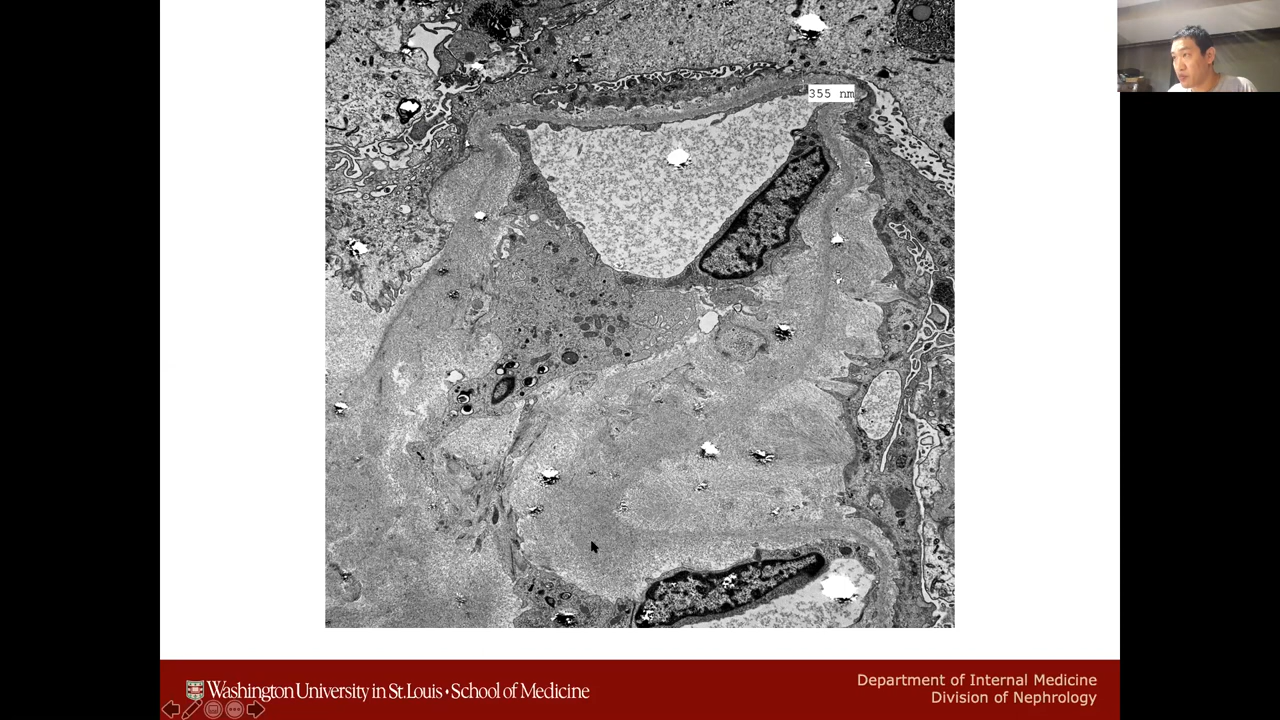 355 nm
Washington University in St. Louis • School of Medicine
Department of Internal Medicine
Division of Nephrology